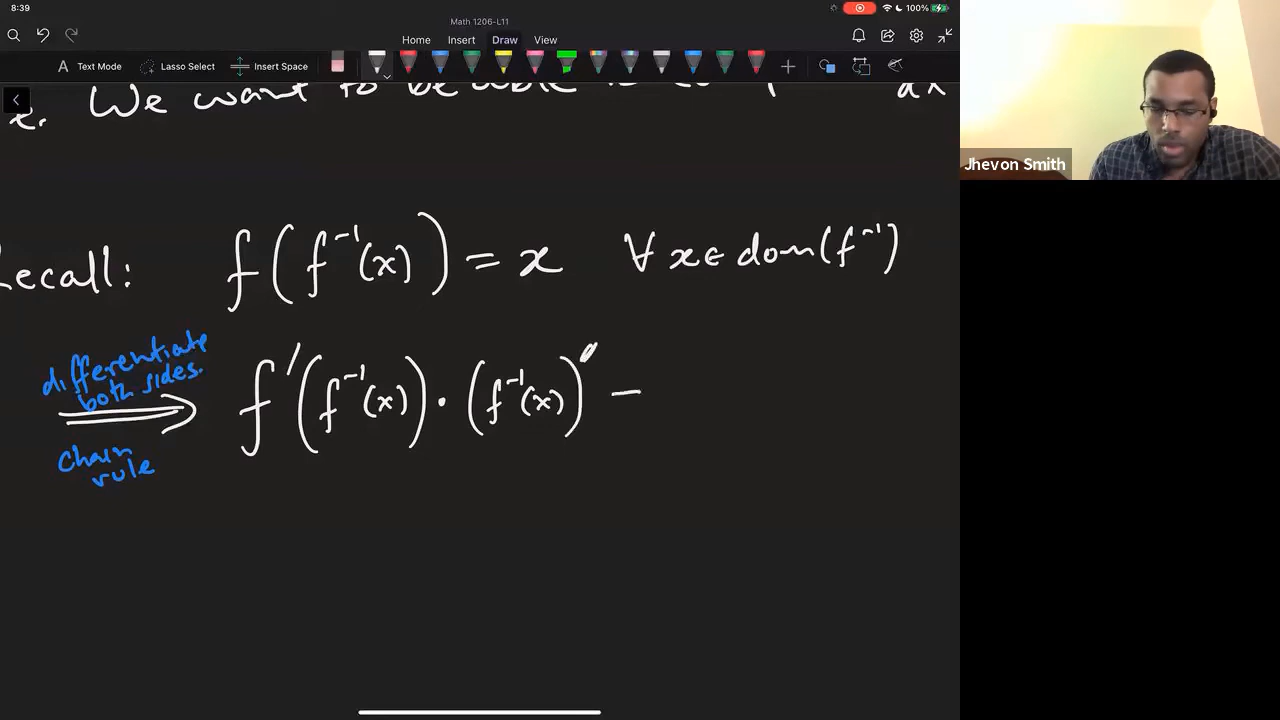 8:39
100%
Math 1206-L11
Home Insert Draw View
Text Mode Lasso Select Insert Space
We want to be able
dx
Jhevon Smith
Recall: f(f⁻¹(x)) = x ∀ x ∈ dom(f⁻¹)
differentiate
both sides.
⟹ f'(f⁻¹(x)) · (f⁻¹(x))' −
chain
rule